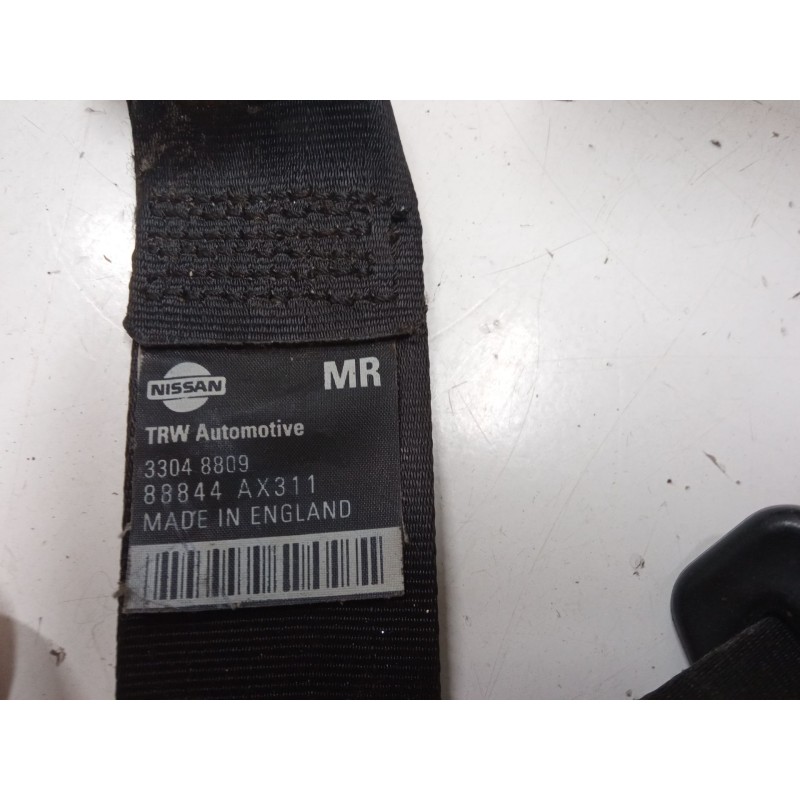 NISSAN MR
TRW Automotive
3304 8809
88844 AX311
MADE IN ENGLAND